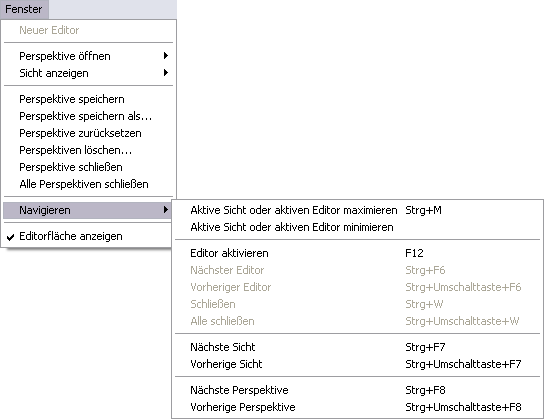 Fenster
Neuer Editor
Perspektive öffnen
Sicht anzeigen
Perspektive speichern
Perspektive speichern als...
Perspektive zurücksetzen
Perspektiven löschen...
Perspektive schließen
Alle Perspektiven schließen
Navigieren
Editorfläche anzeigen
Aktive Sicht oder aktiven Editor maximieren Strg+M
Aktive Sicht oder aktiven Editor minimieren
Editor aktivieren F12
Nächster Editor Strg+F6
Vorheriger Editor Strg+Umschalttaste+F6
Schließen Strg+W
Alle schließen Strg+Umschalttaste+W
Nächste Sicht Strg+F7
Vorherige Sicht Strg+Umschalttaste+F7
Nächste Perspektive Strg+F8
Vorherige Perspektive Strg+Umschalttaste+F8